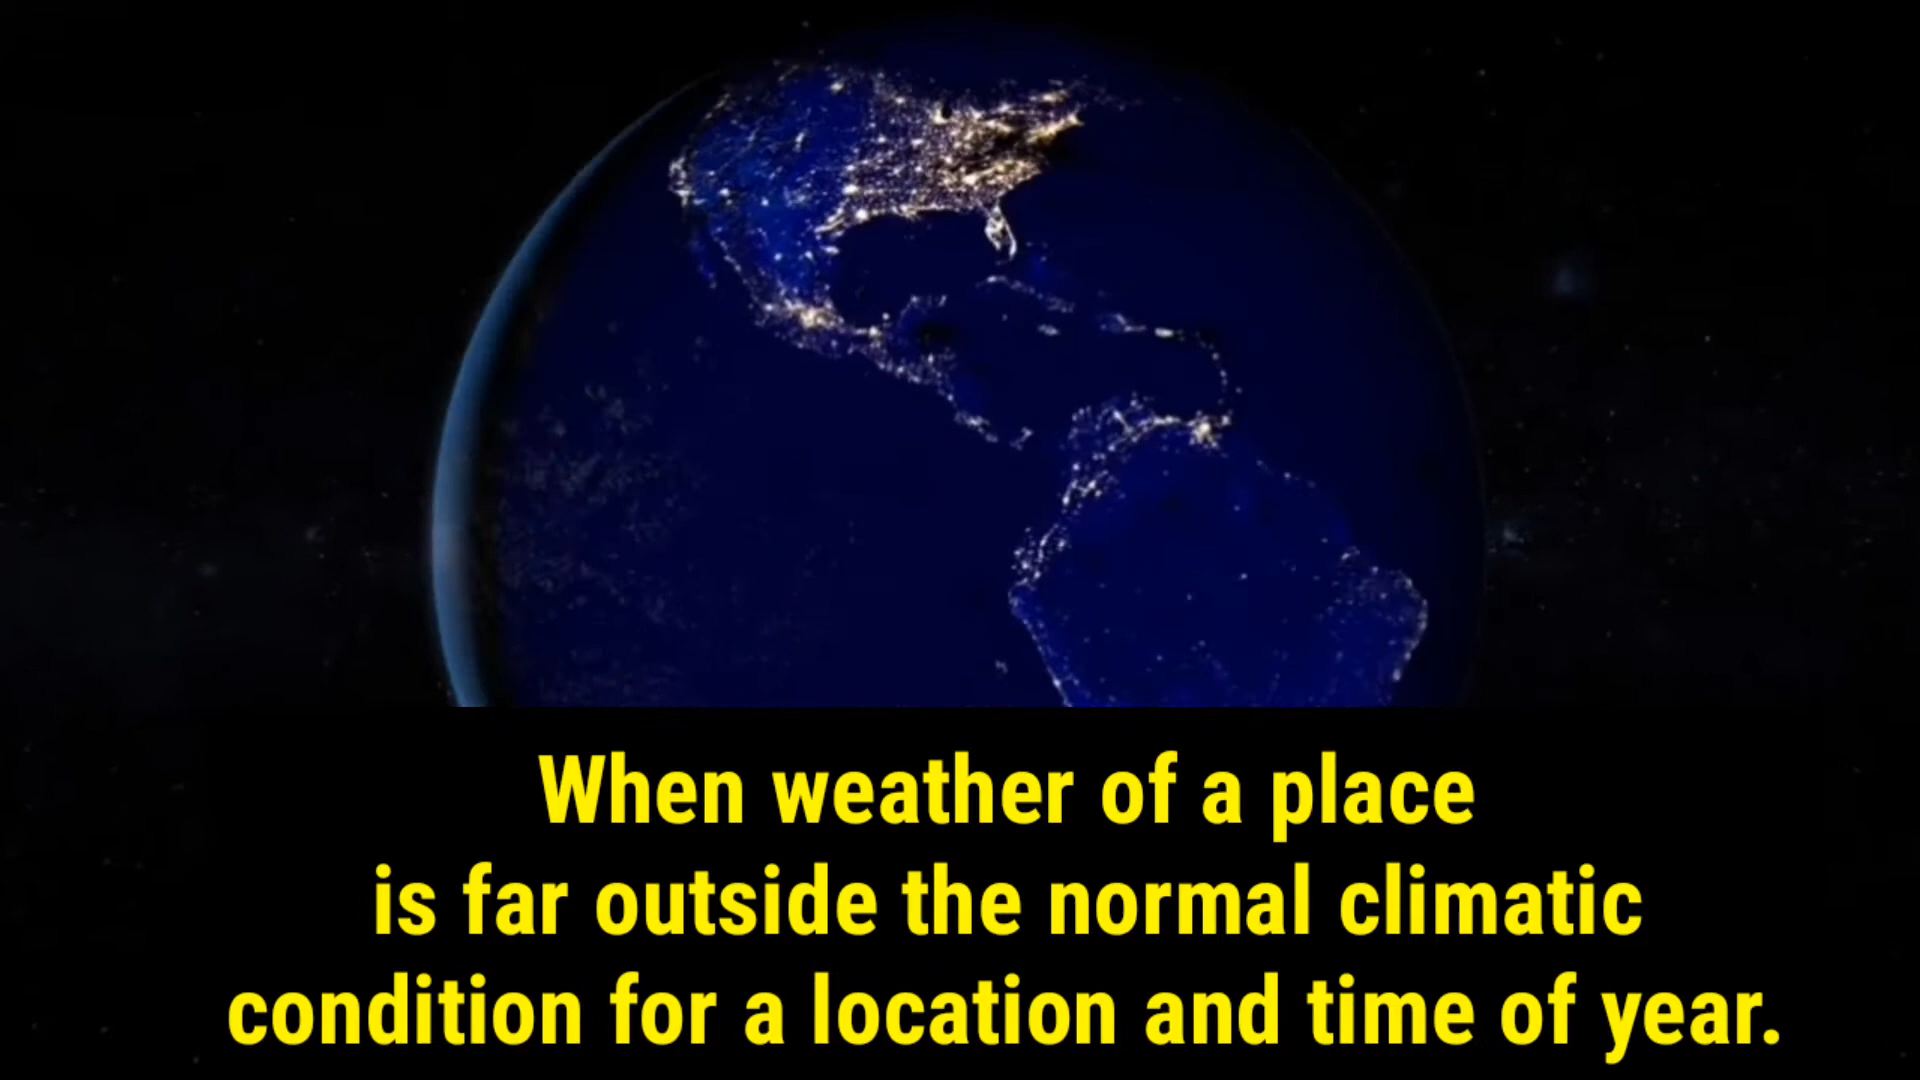 When weather of a place
is far outside the normal climatic
condition for a location and time of year.